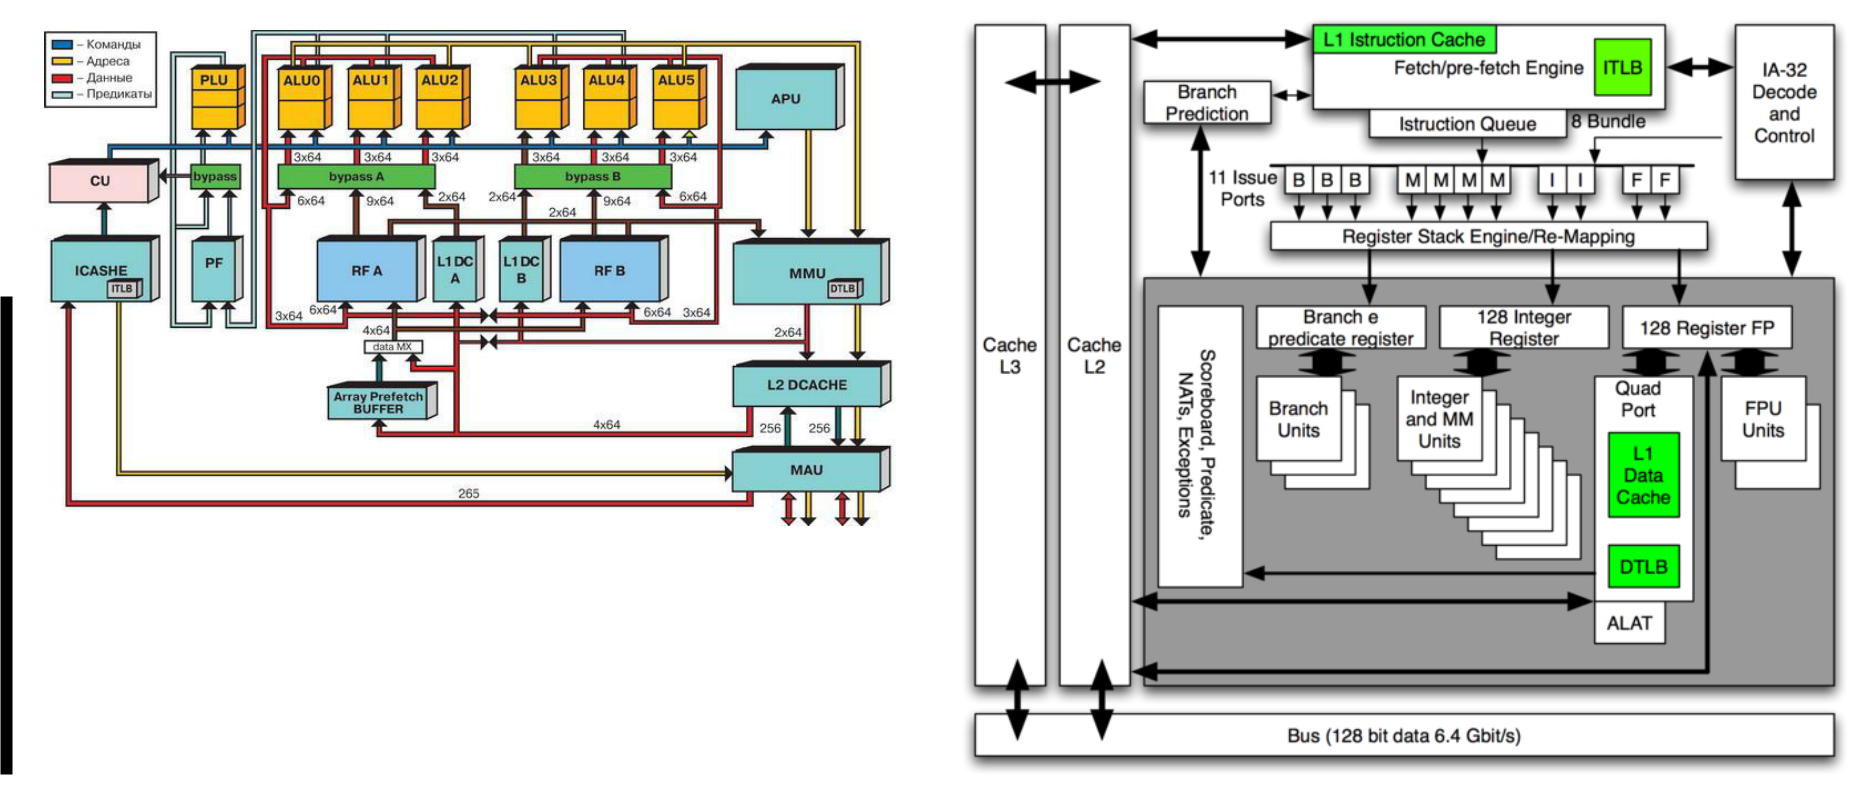 – Команды
– Адреса
– Данные
– Предикаты
PLU
ALU0
ALU1
ALU2
ALU3
ALU4
ALU5
APU
3x64
3x64
3x64
3x64
3x64
3x64
CU
bypass
bypass A
bypass B
6x64
9x64
2x64
2x64
9x64
6x64
2x64
ICASHE
ITLB
PF
RF A
L1 DC
A
L1 DC
B
RF B
MMU
DTLB
3x64
6x64
6x64
3x64
4x64
2x64
data MX
Array Prefetch
BUFFER
L2 DCACHE
4x64
256
256
MAU
265
Cache
L3
Cache
L2
L1 Istruction Cache
Fetch/pre-fetch Engine
ITLB
IA-32
Decode
and
Control
Branch
Prediction
Istruction Queue
8 Bundle
11 Issue
Ports
B B B
M M M M
I I
F F
Register Stack Engine/Re-Mapping
Scoreboard, Predicate,
NATs, Exceptions
Branch e
predicate register
128 Integer
Register
128 Register FP
Branch
Units
Integer
and MM
Units
Quad
Port
L1
Data
Cache
DTLB
ALAT
FPU
Units
Bus (128 bit data 6.4 Gbit/s)